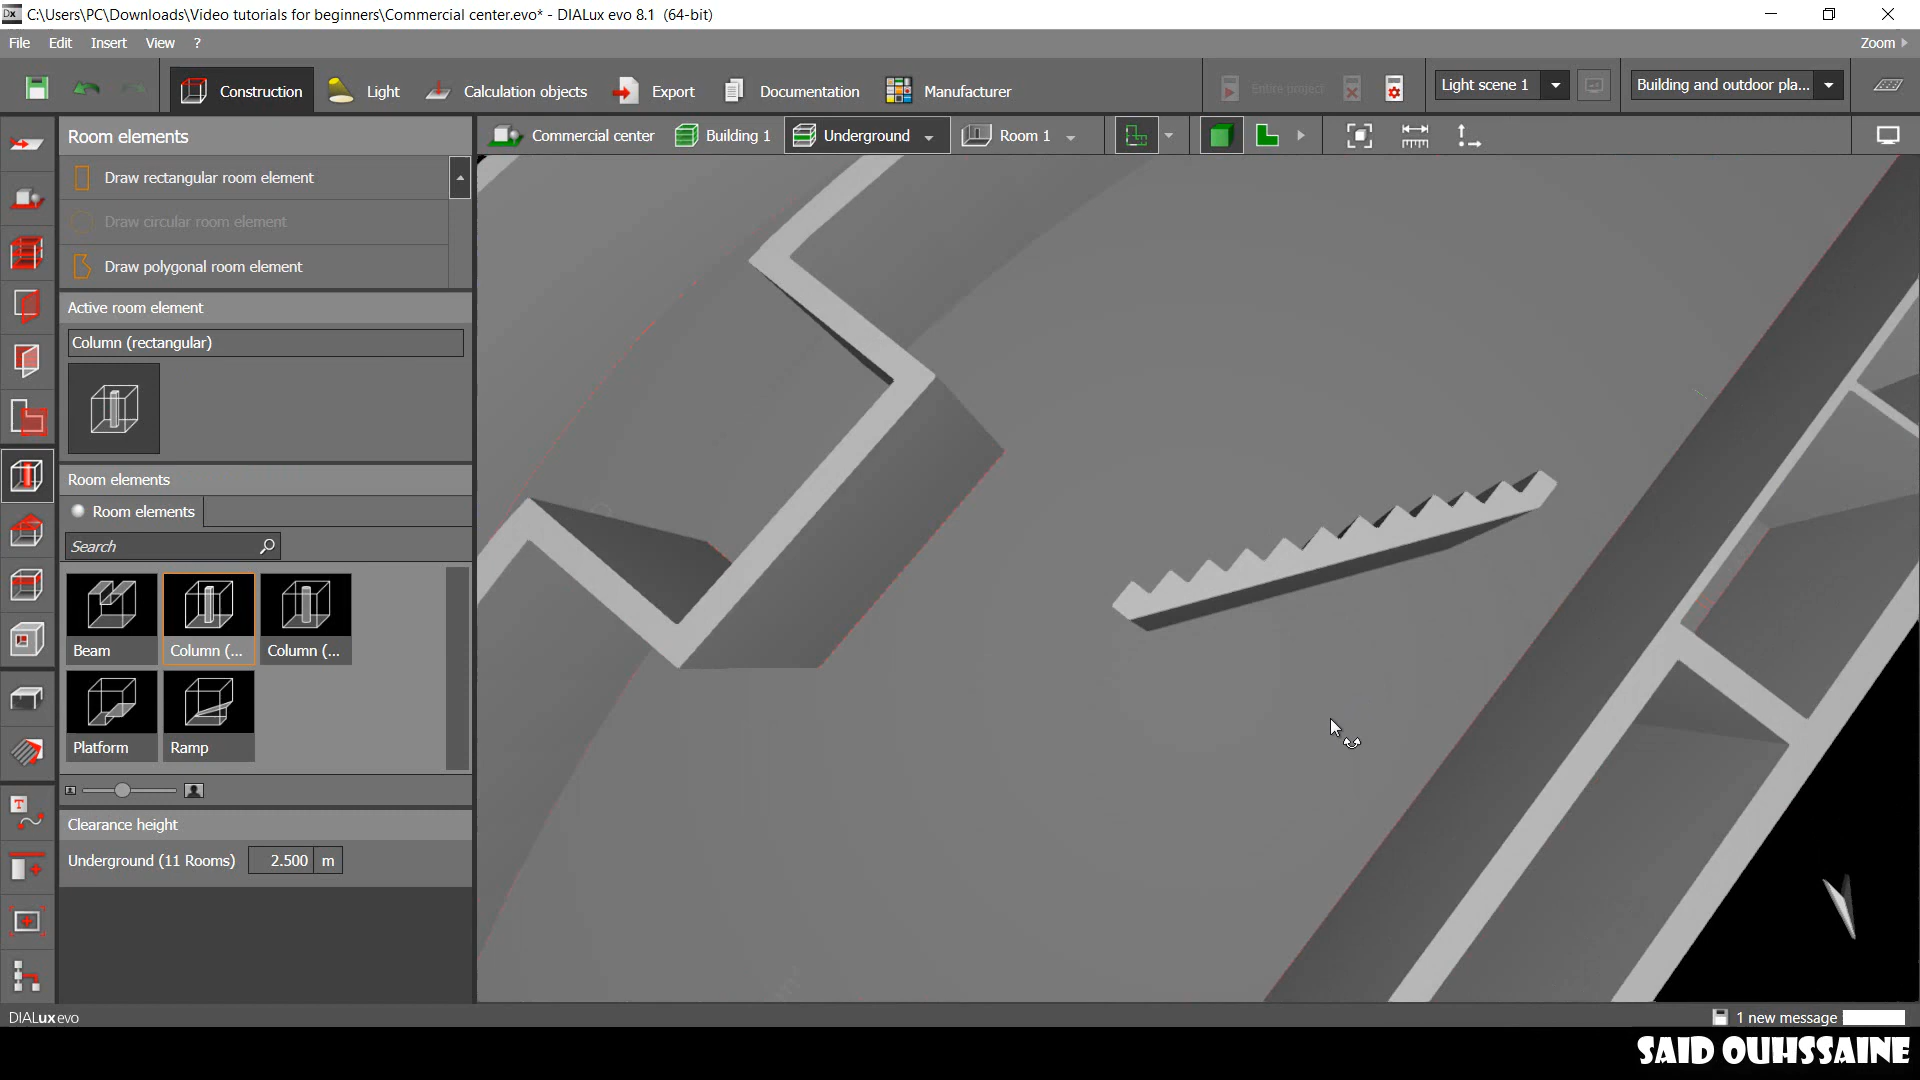 C:\Users\PC\Downloads\Video tutorials for beginners\Commercial center.evo* - DIALux evo 8.1 (64-bit)
File Edit Insert View ? Zoom
Construction Light Calculation objects Export Documentation Manufacturer Entire project Light scene 1 Building and outdoor pla...
Room elements
Commercial center Building 1 Underground Room 1
Draw rectangular room element
Draw circular room element
Draw polygonal room element
Active room element
Column (rectangular)
Room elements
Room elements
Search
Beam Column (... Column (...
Platform Ramp
Clearance height
Underground (11 Rooms) 2.500 m
DIALux evo 1 new message
SAID OUHSSAINE